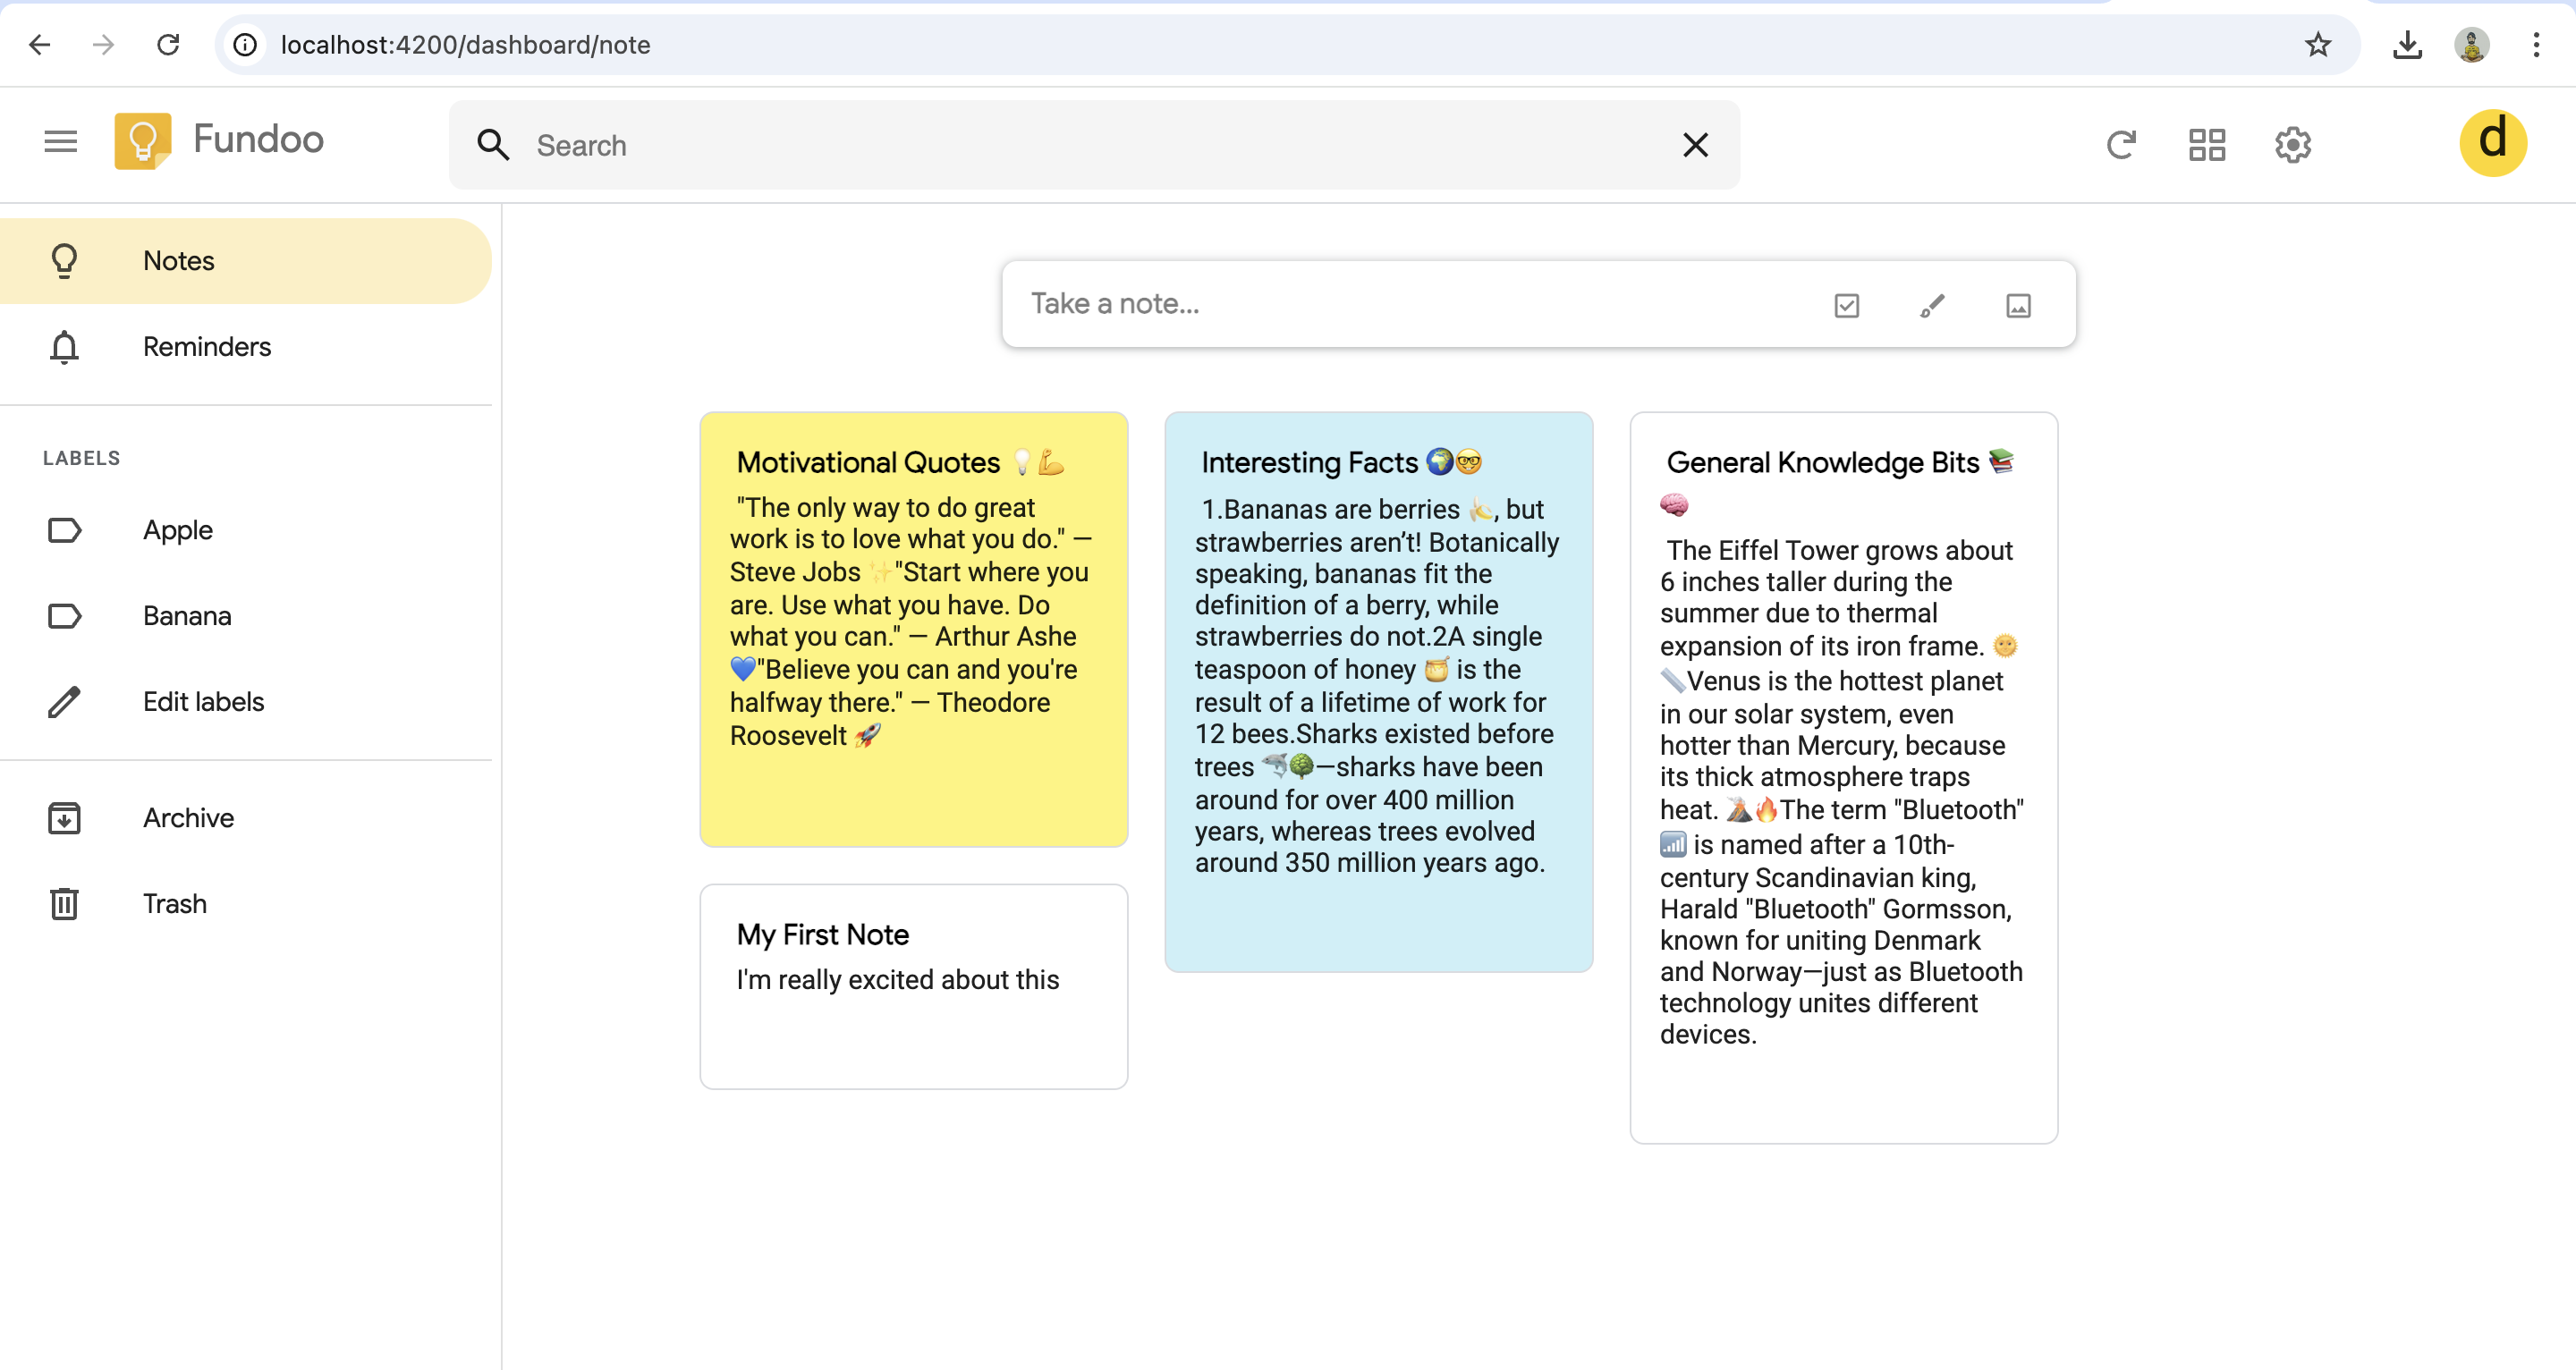 localhost:4200/dashboard/note
Fundoo
Search
d
Notes
Reminders
LABELS
Apple
Banana
Edit labels
Archive
Trash
Take a note...
Motivational Quotes 💡💪
"The only way to do great
work is to love what you do." —
Steve Jobs ✨"Start where you
are. Use what you have. Do
what you can." — Arthur Ashe
💙"Believe you can and you're
halfway there." — Theodore
Roosevelt 🚀
My First Note
I'm really excited about this
Interesting Facts 🌍🤓
1.Bananas are berries 🍌, but
strawberries aren’t! Botanically
speaking, bananas fit the
definition of a berry, while
strawberries do not.2A single
teaspoon of honey 🍯 is the
result of a lifetime of work for
12 bees.Sharks existed before
trees 🦈🌳—sharks have been
around for over 400 million
years, whereas trees evolved
around 350 million years ago.
General Knowledge Bits 📚
🧠
The Eiffel Tower grows about
6 inches taller during the
summer due to thermal
expansion of its iron frame. 🌞
📏Venus is the hottest planet
in our solar system, even
hotter than Mercury, because
its thick atmosphere traps
heat. 🌋🔥The term "Bluetooth"
📶 is named after a 10th-
century Scandinavian king,
Harald "Bluetooth" Gormsson,
known for uniting Denmark
and Norway—just as Bluetooth
technology unites different
devices.